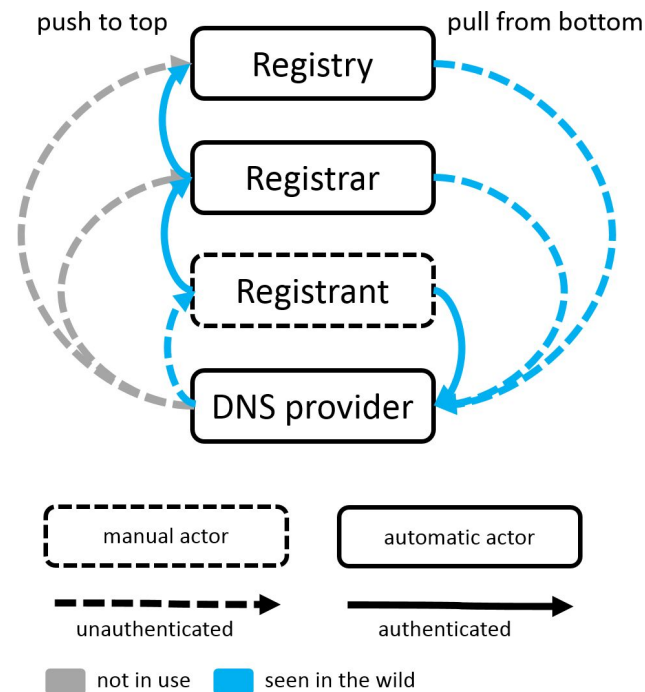 push to top
pull from bottom
Registry
Registrar
Registrant
DNS provider
manual actor
automatic actor
unauthenticated
authenticated
not in use
seen in the wild